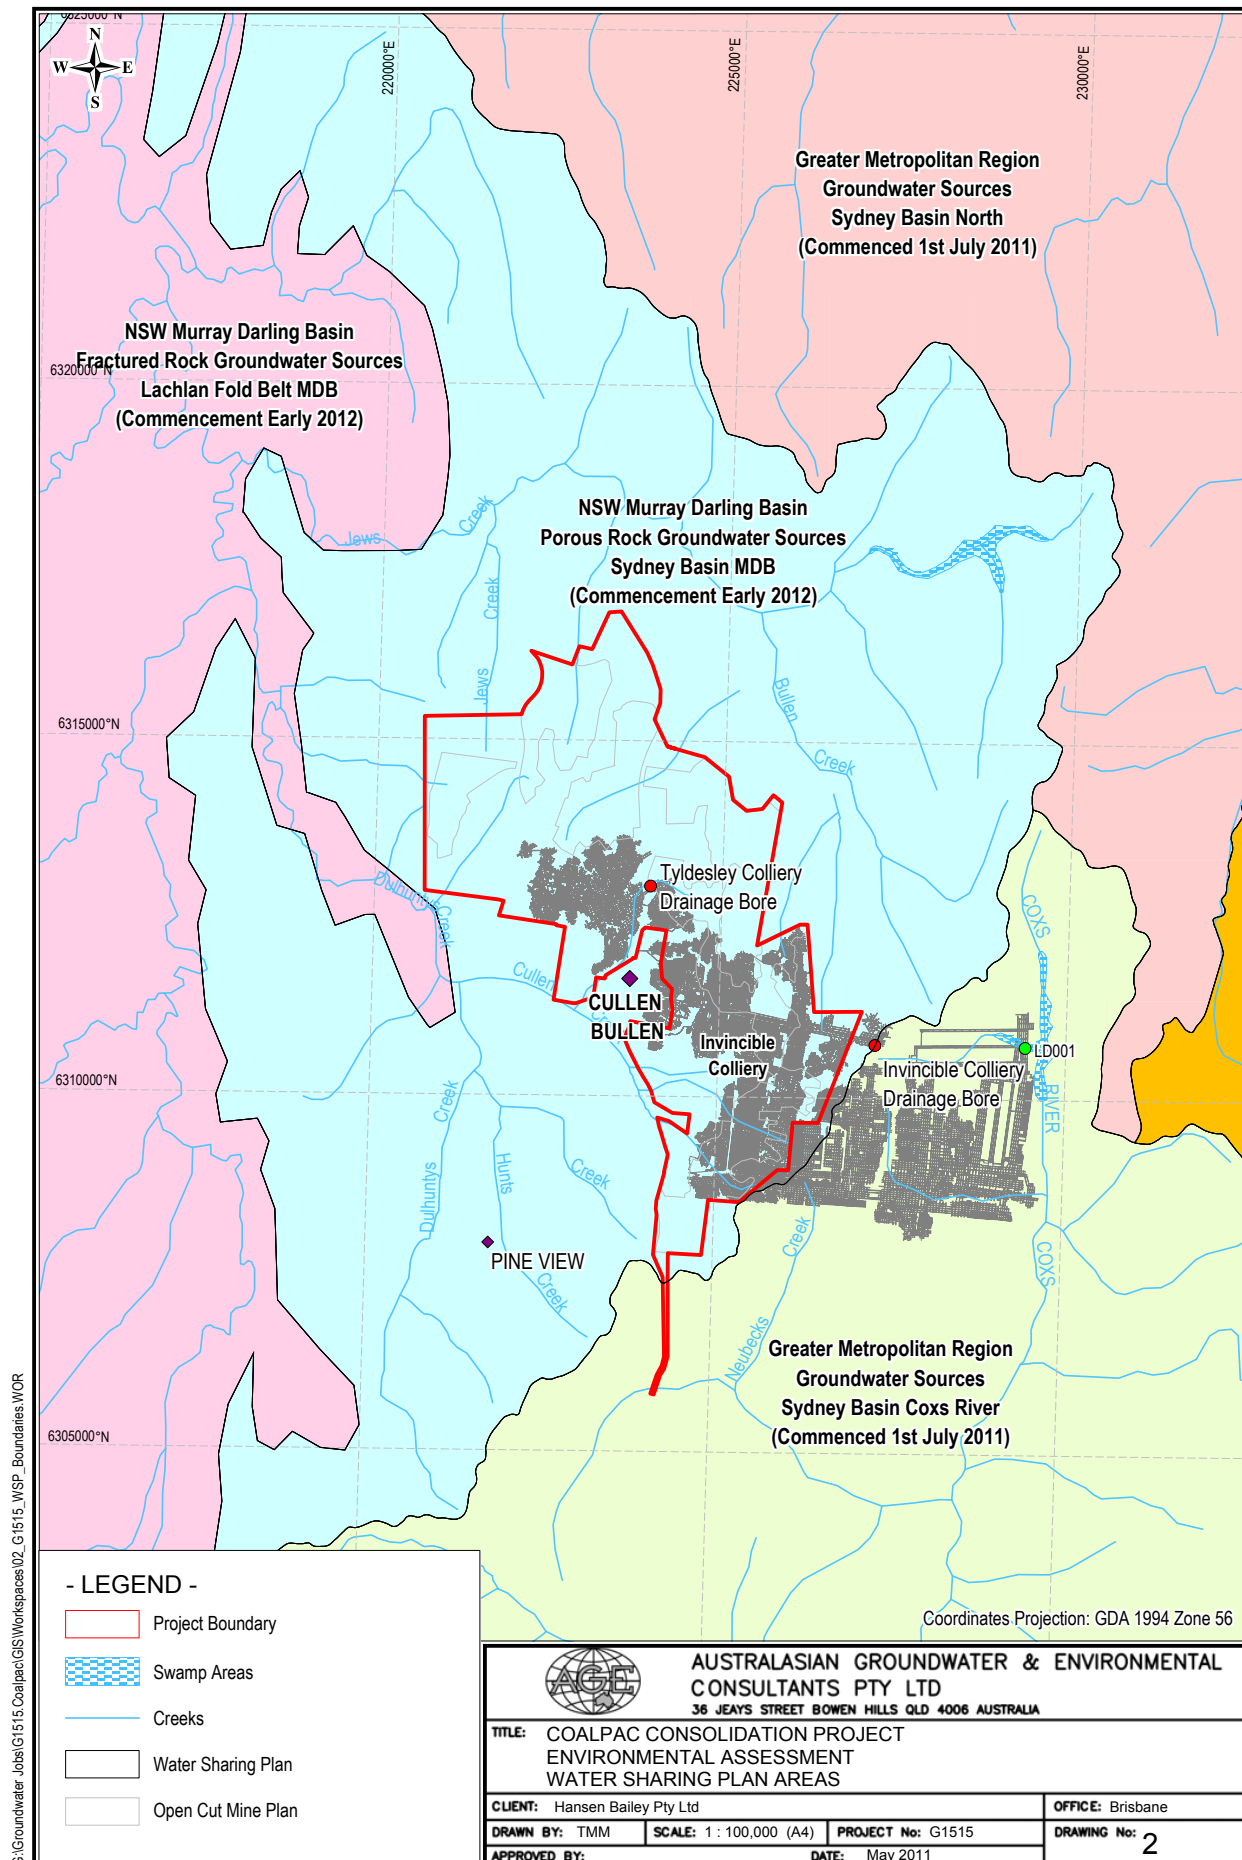 6325000°N
N
W E
S
220000°E
225000°E
230000°E
Greater Metropolitan Region
Groundwater Sources
Sydney Basin North
(Commenced 1st July 2011)
NSW Murray Darling Basin
Fractured Rock Groundwater Sources
Lachlan Fold Belt MDB
(Commencement Early 2012)
6320000°N
NSW Murray Darling Basin
Porous Rock Groundwater Sources
Sydney Basin MDB
(Commencement Early 2012)
Jews
Creek
Creek
Jews
Bullen
Creek
6315000°N
Tyldesley Colliery
Drainage Bore
Dulhuntys
Creek
Cullen
Creek
CULLEN
BULLEN
Invincible
Colliery
COXS
RIVER
LD001
Invincible Colliery
Drainage Bore
6310000°N
Creek
Dulhuntys
Hunts
Creek
Creek
PINE VIEW
Creek
Neubecks
COXS
Greater Metropolitan Region
Groundwater Sources
Sydney Basin Coxs River
(Commenced 1st July 2011)
6305000°N
G:\Groundwater Jobs\G1515.Coalpac\GIS\Workspaces\02_G1515_WSP_Boundaries.WOR
- LEGEND -
Project Boundary
Swamp Areas
Creeks
Water Sharing Plan
Open Cut Mine Plan
Coordinates Projection: GDA 1994 Zone 56
AGE
AUSTRALASIAN GROUNDWATER & ENVIRONMENTAL
CONSULTANTS PTY LTD
36 JEAYS STREET BOWEN HILLS QLD 4006 AUSTRALIA
TITLE: COALPAC CONSOLIDATION PROJECT
ENVIRONMENTAL ASSESSMENT
WATER SHARING PLAN AREAS
CLIENT: Hansen Bailey Pty Ltd
OFFICE: Brisbane
DRAWN BY: TMM
SCALE: 1 : 100,000 (A4)
PROJECT No: G1515
DRAWING No: 2
APPROVED BY:
DATE: May 2011